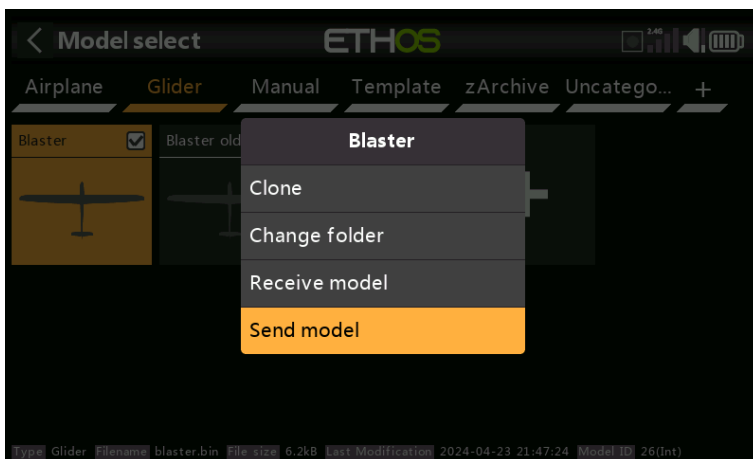 Model select
ETHOS
2.4G
Airplane Glider Manual Template zArchive Uncatego... +
Blaster
Blaster old
Blaster
Clone
Change folder
Receive model
Send model
Type Glider Filename blaster.bin File size 6.2kB Last Modification 2024-04-23 21:47:24 Model ID 26(Int)